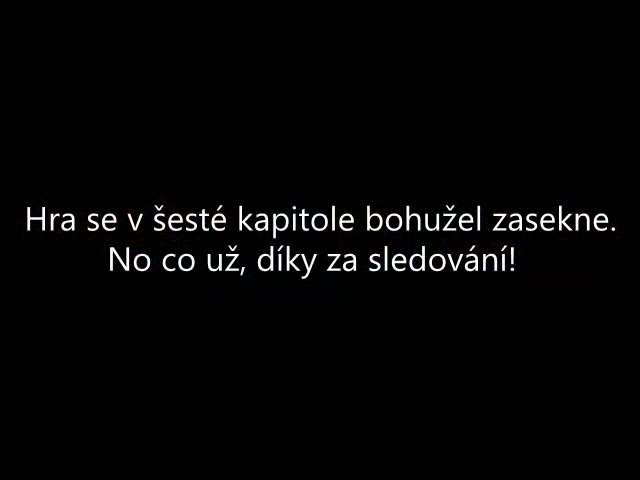 Hra se v šesté kapitole bohužel zasekne.
No co už, díky za sledování!